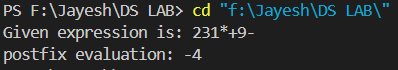 PS F:\Jayesh\DS LAB> cd "f:\Jayesh\DS LAB\"
Given expression is: 231*+9-
postfix evaluation: -4